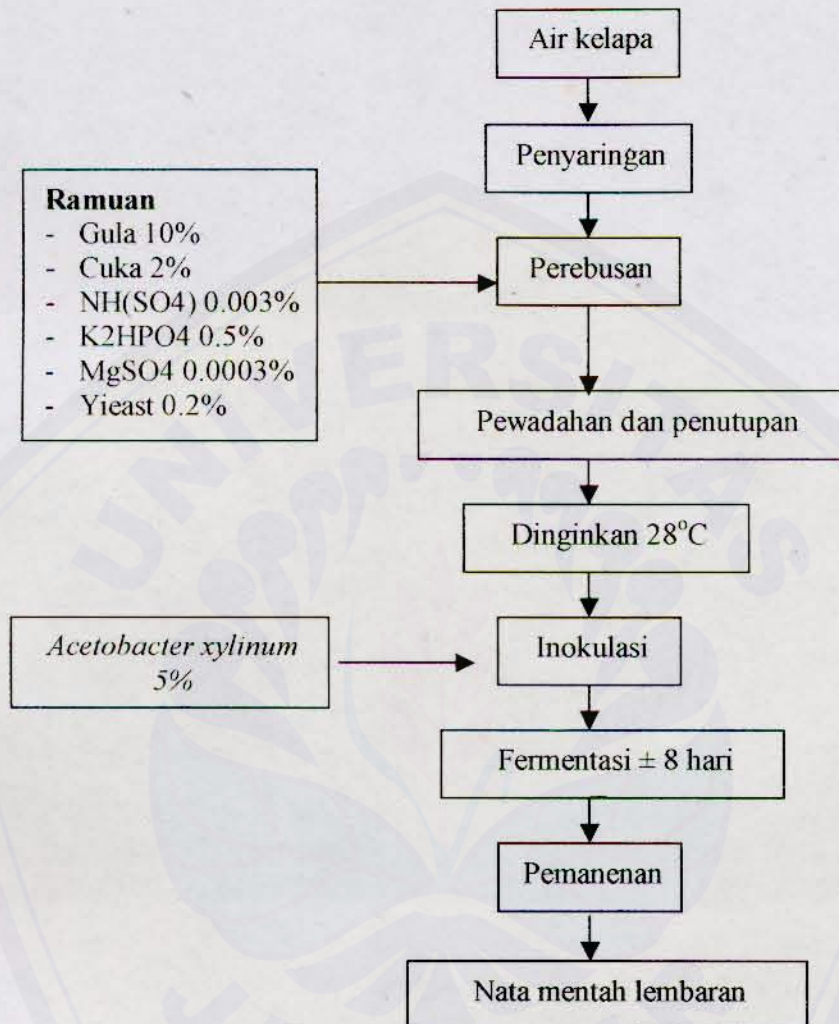 Air kelapa
Penyaringan
Ramuan
- Gula 10%
- Cuka 2%
- NH(SO4) 0.003%
- K2HPO4 0.5%
- MgSO4 0.0003%
- Yieast 0.2%
Perebusan
Pewadahan dan penutupan
Dinginkan 28°C
Acetobacter xylinum
5%
Inokulasi
Fermentasi ± 8 hari
Pemanenan
Nata mentah lembaran
UNIVERSITAS